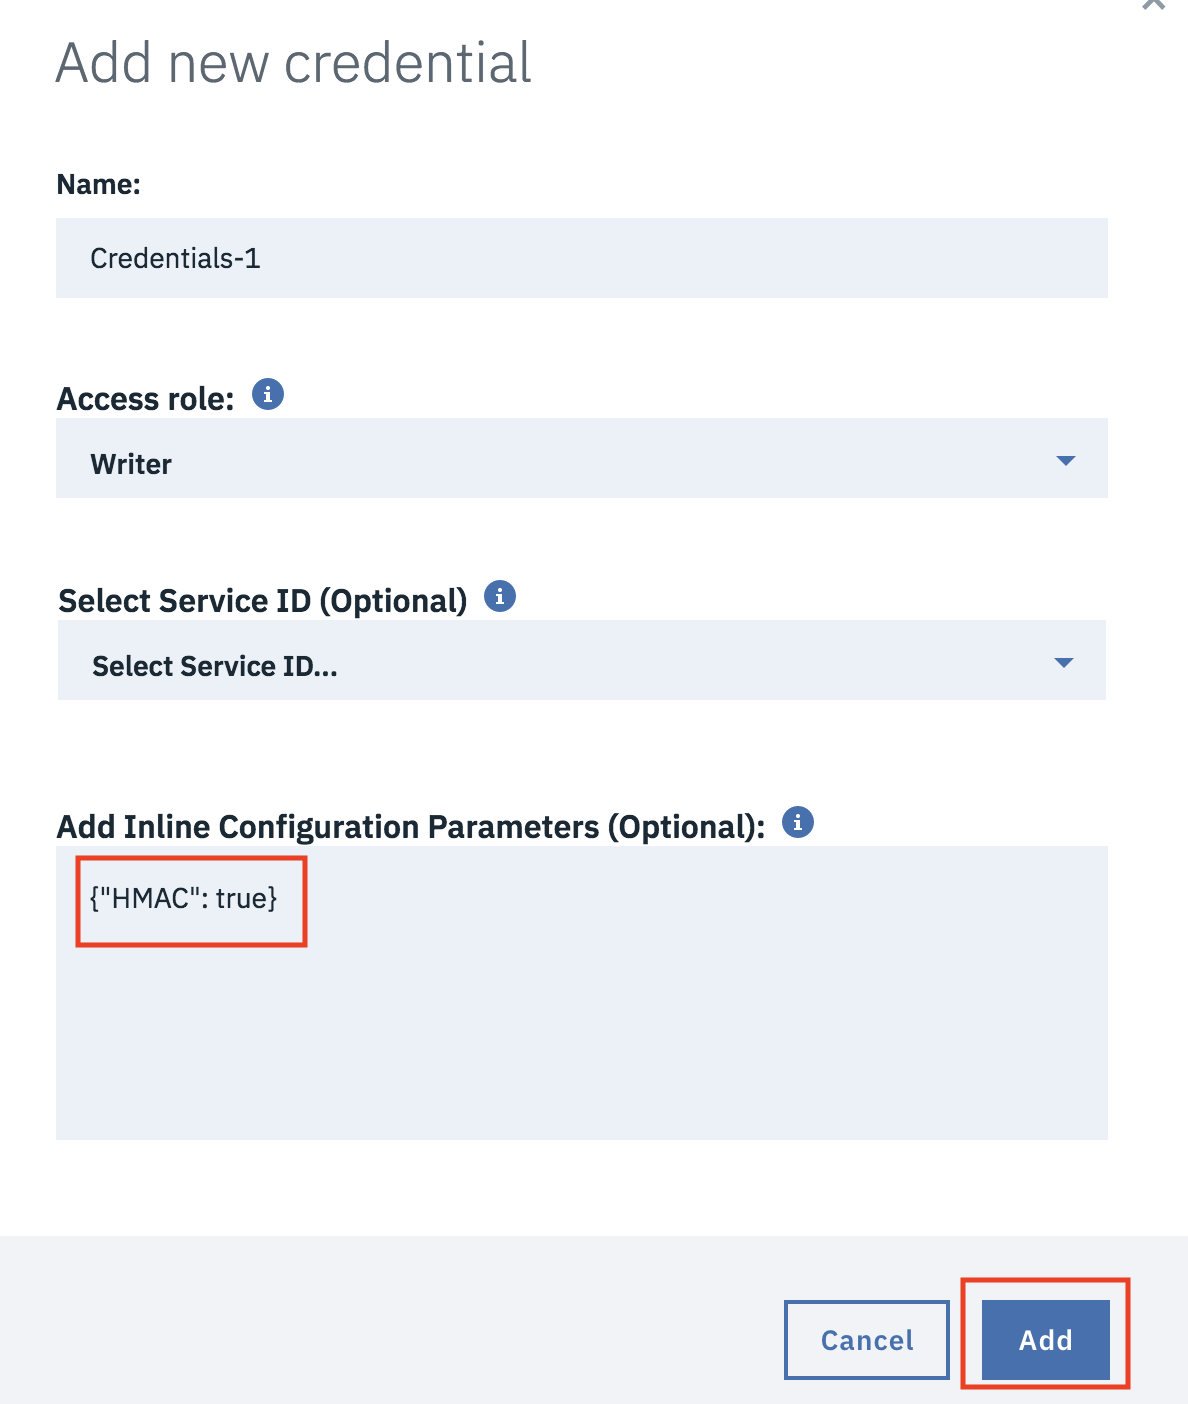 Add new credential
Name:
Credentials-1
Access role:
Writer
Select Service ID (Optional)
Select Service ID...
Add Inline Configuration Parameters (Optional):
{"HMAC": true}
Cancel
Add